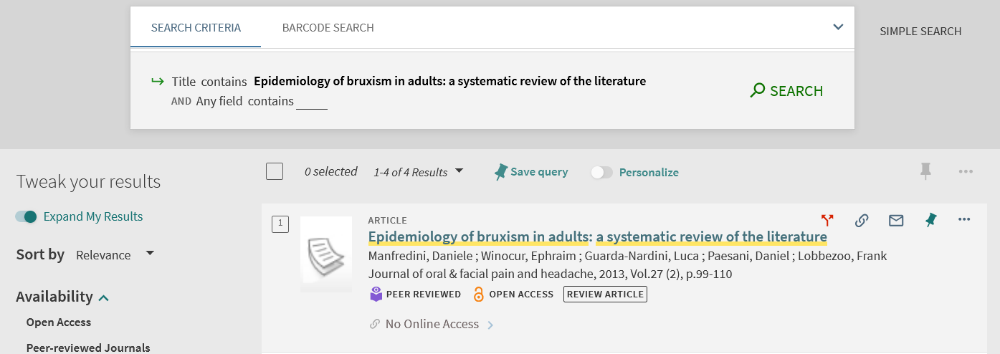 SEARCH CRITERIA BARCODE SEARCH
SIMPLE SEARCH
Title contains Epidemiology of bruxism in adults: a systematic review of the literature
AND Any field contains
SEARCH
Tweak your results
Expand My Results
Sort by Relevance
Availability
Open Access
Peer-reviewed Journals
0 selected 1-4 of 4 Results Save query Personalize
1
ARTICLE
Epidemiology of bruxism in adults: a systematic review of the literature
Manfredini, Daniele ; Winocur, Ephraim ; Guarda-Nardini, Luca ; Paesani, Daniel ; Lobbezoo, Frank
Journal of oral & facial pain and headache, 2013, Vol.27 (2), p.99-110
PEER REVIEWED OPEN ACCESS REVIEW ARTICLE
No Online Access